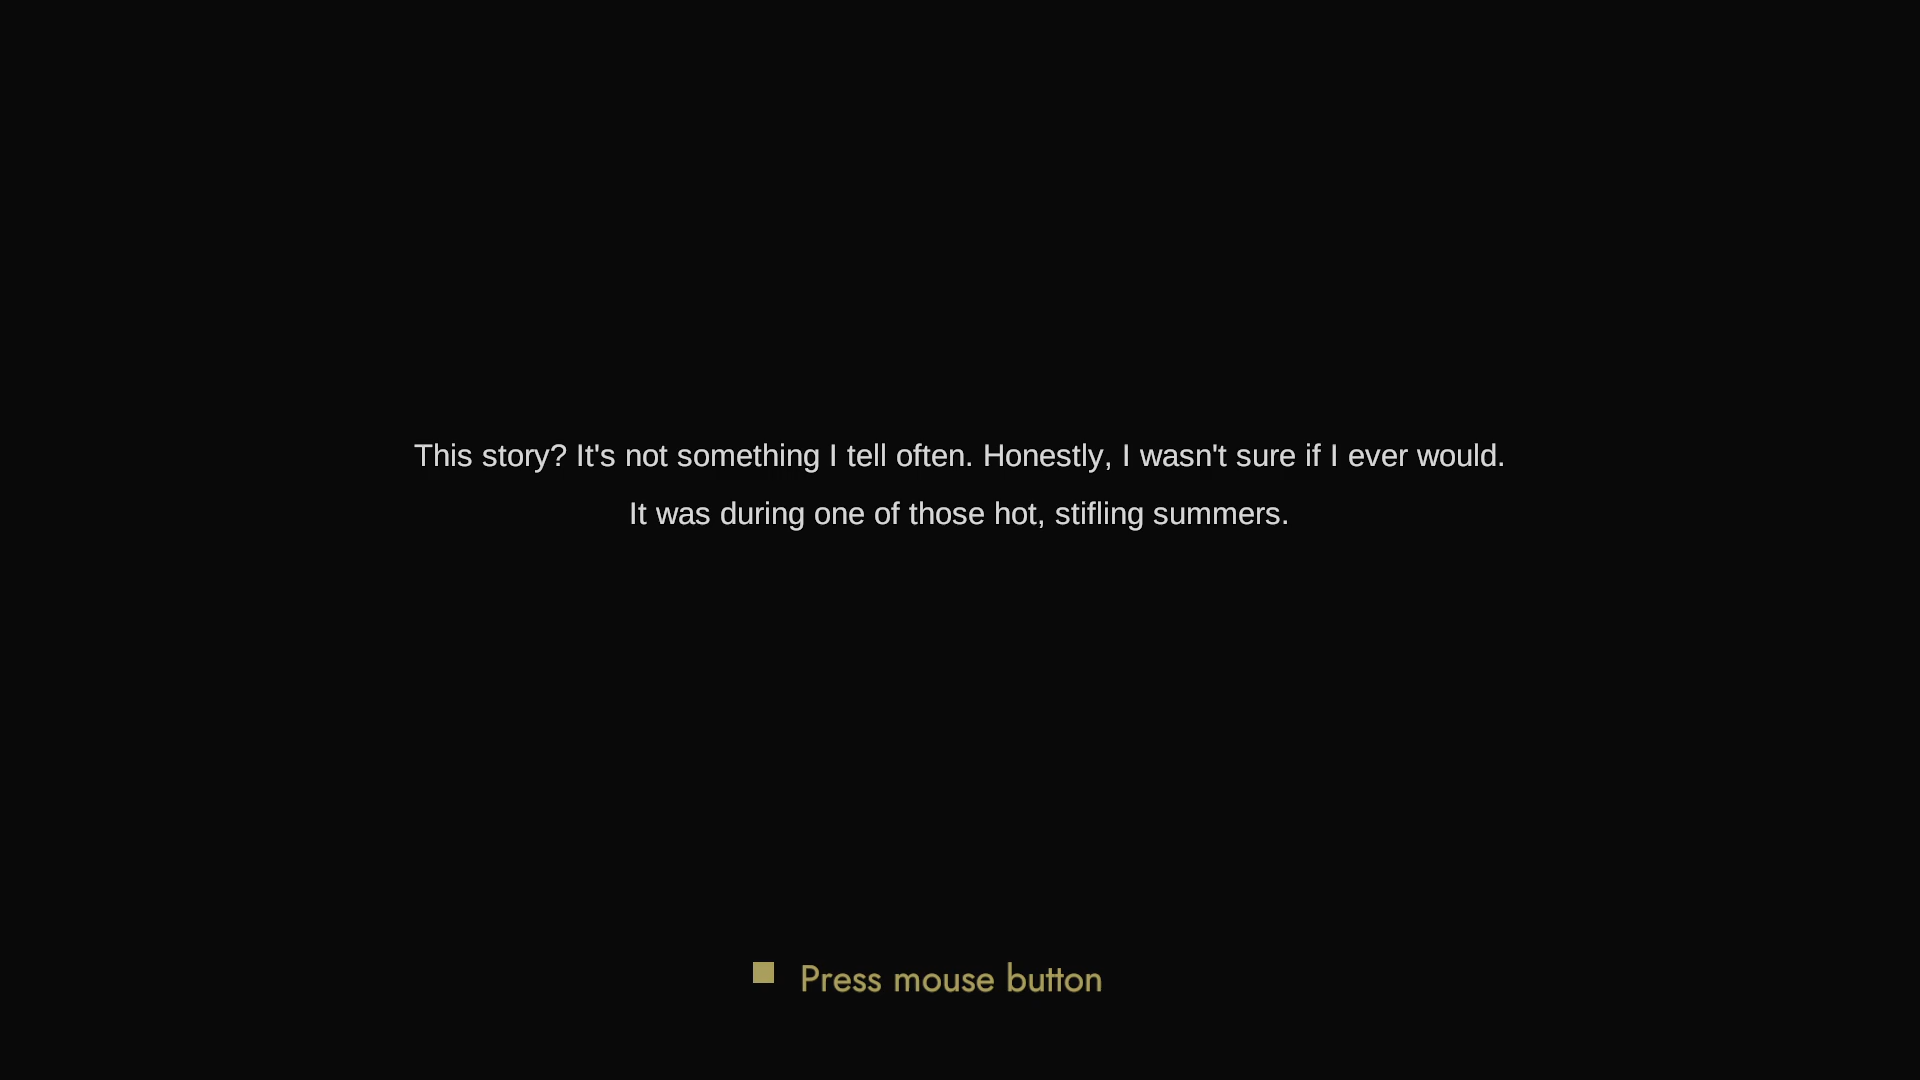 This story? It's not something I tell often. Honestly, I wasn't sure if I ever would.
It was during one of those hot, stifling summers.
Press mouse button